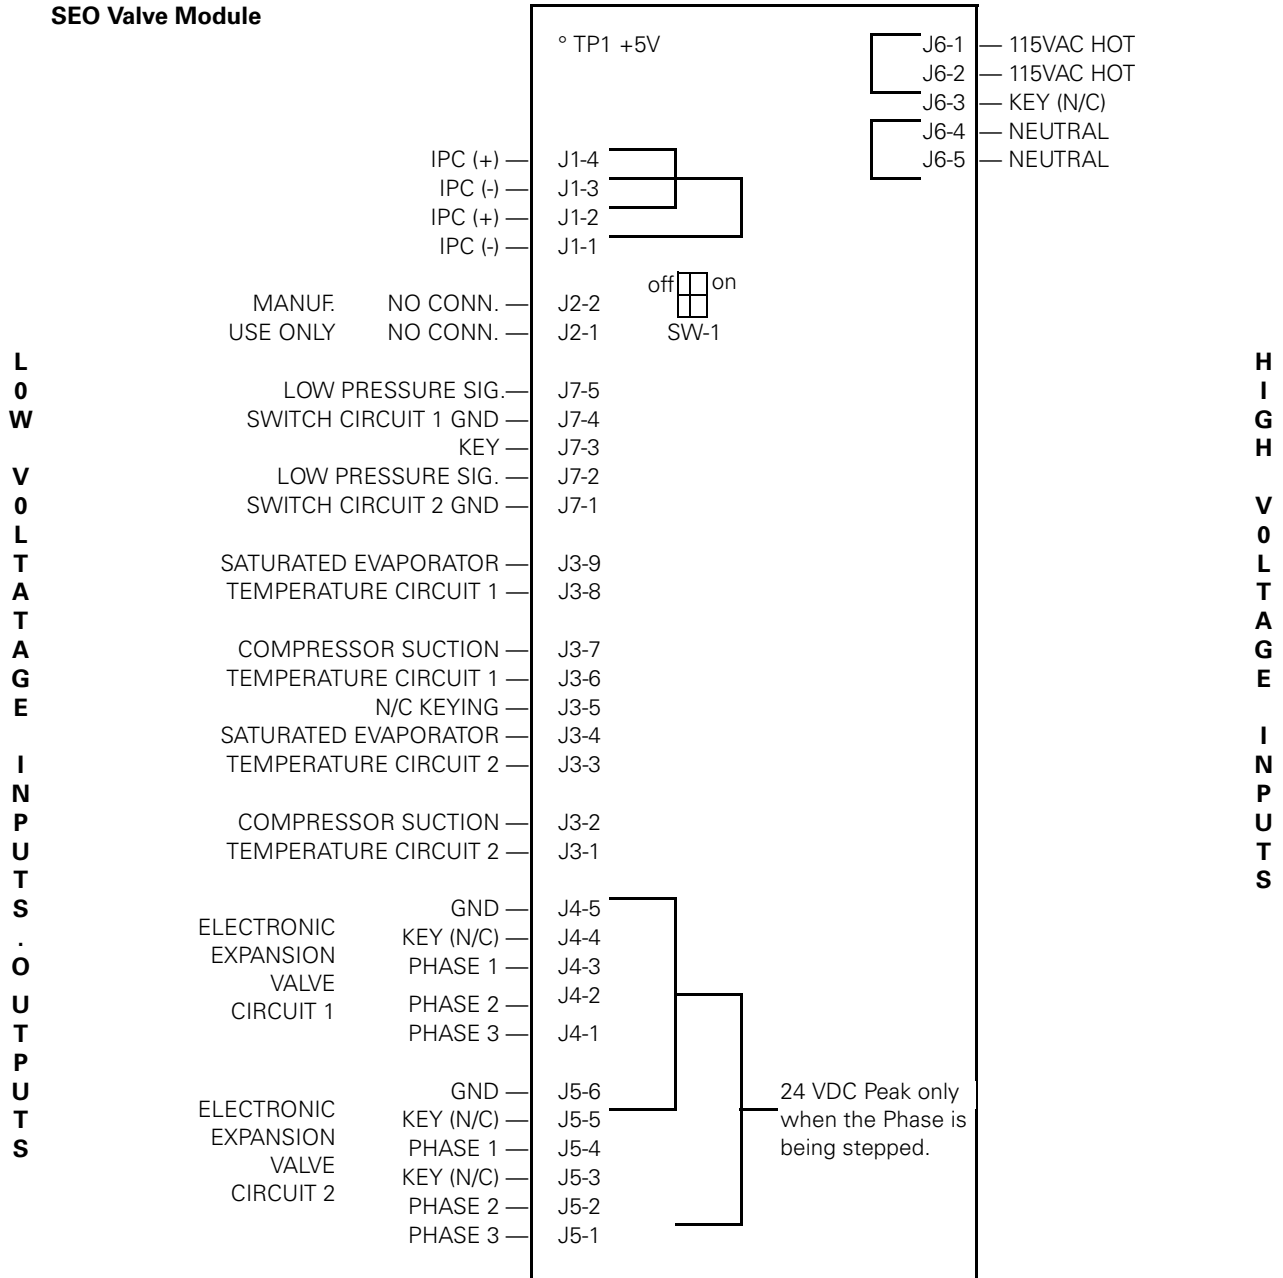 SEO Valve Module
° TP1 +5V
J6-1 — 115VAC HOT
J6-2 — 115VAC HOT
J6-3 — KEY (N/C)
J6-4 — NEUTRAL
J6-5 — NEUTRAL
IPC (+) — J1-4
IPC (-) — J1-3
IPC (+) — J1-2
IPC (-) — J1-1
off on
SW-1
MANUF. NO CONN. — J2-2
USE ONLY NO CONN. — J2-1
LOW PRESSURE SIG.— J7-5
SWITCH CIRCUIT 1 GND — J7-4
KEY — J7-3
LOW PRESSURE SIG. — J7-2
SWITCH CIRCUIT 2 GND — J7-1
SATURATED EVAPORATOR — J3-9
TEMPERATURE CIRCUIT 1 — J3-8
COMPRESSOR SUCTION — J3-7
TEMPERATURE CIRCUIT 1 — J3-6
N/C KEYING — J3-5
SATURATED EVAPORATOR — J3-4
TEMPERATURE CIRCUIT 2 — J3-3
COMPRESSOR SUCTION — J3-2
TEMPERATURE CIRCUIT 2 — J3-1
ELECTRONIC
EXPANSION
VALVE
CIRCUIT 1
GND — J4-5
KEY (N/C) — J4-4
PHASE 1 — J4-3
PHASE 2 — J4-2
PHASE 3 — J4-1
ELECTRONIC
EXPANSION
VALVE
CIRCUIT 2
GND — J5-6
KEY (N/C) — J5-5
PHASE 1 — J5-4
KEY (N/C) — J5-3
PHASE 2 — J5-2
PHASE 3 — J5-1
24 VDC Peak only
when the Phase is
being stepped.
L0W V0LTATAGE INPUTS.OUTPUTS
HIGH V0LTAGE INPUTS